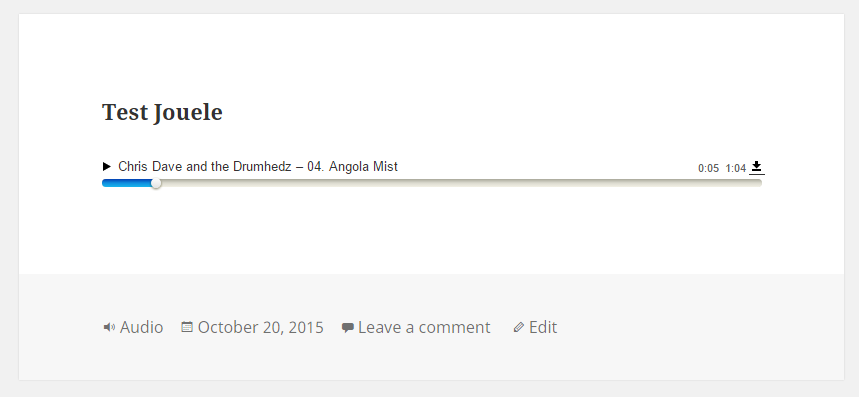 Test Jouele
Chris Dave and the Drumhedz – 04. Angola Mist 0:05 1:04
Audio October 20, 2015 Leave a comment Edit